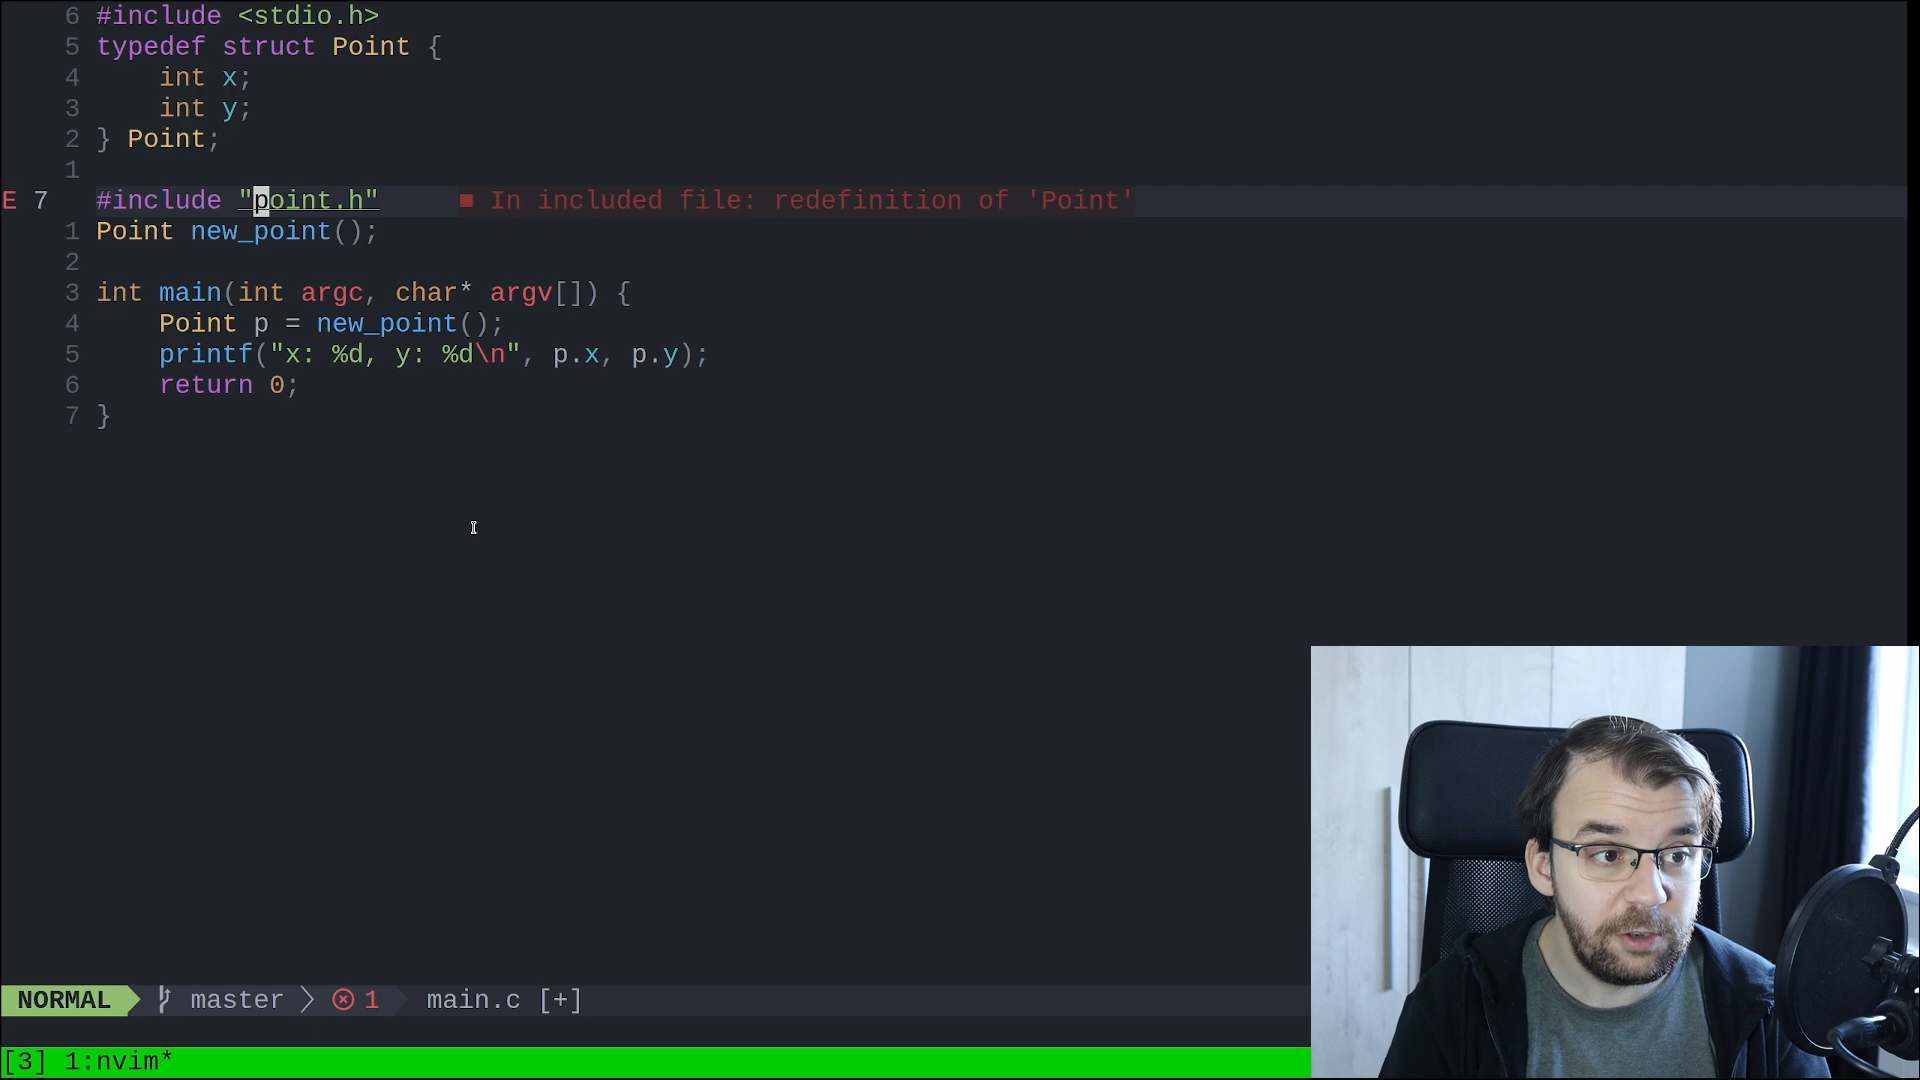 6 #include <stdio.h>
5 typedef struct Point {
4     int x;
3     int y;
2 } Point;
1
E 7 #include "point.h" ■ In included file: redefinition of 'Point'
1 Point new_point();
2
3 int main(int argc, char* argv[]) {
4     Point p = new_point();
5     printf("x: %d, y: %d\n", p.x, p.y);
6     return 0;
7 }
NORMAL master 1 main.c [+]
[3] 1:nvim*